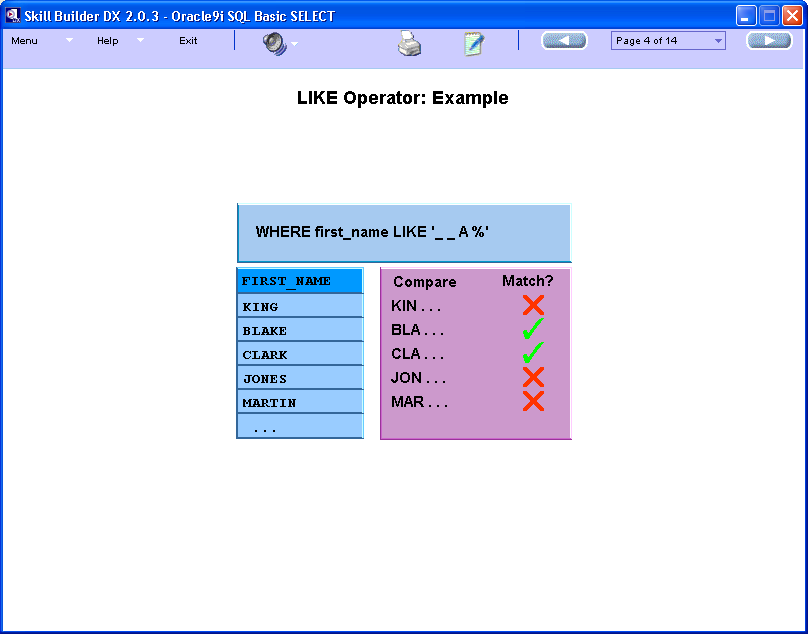 Skill Builder DX 2.0.3 - Oracle9i SQL Basic SELECT
Menu Help Exit Page 4 of 14
LIKE Operator: Example
WHERE first_name LIKE '_ _ A %'
FIRST_NAME
KING
BLAKE
CLARK
JONES
MARTIN
. . .
Compare Match?
KIN . . .
BLA . . .
CLA . . .
JON . . .
MAR . . .